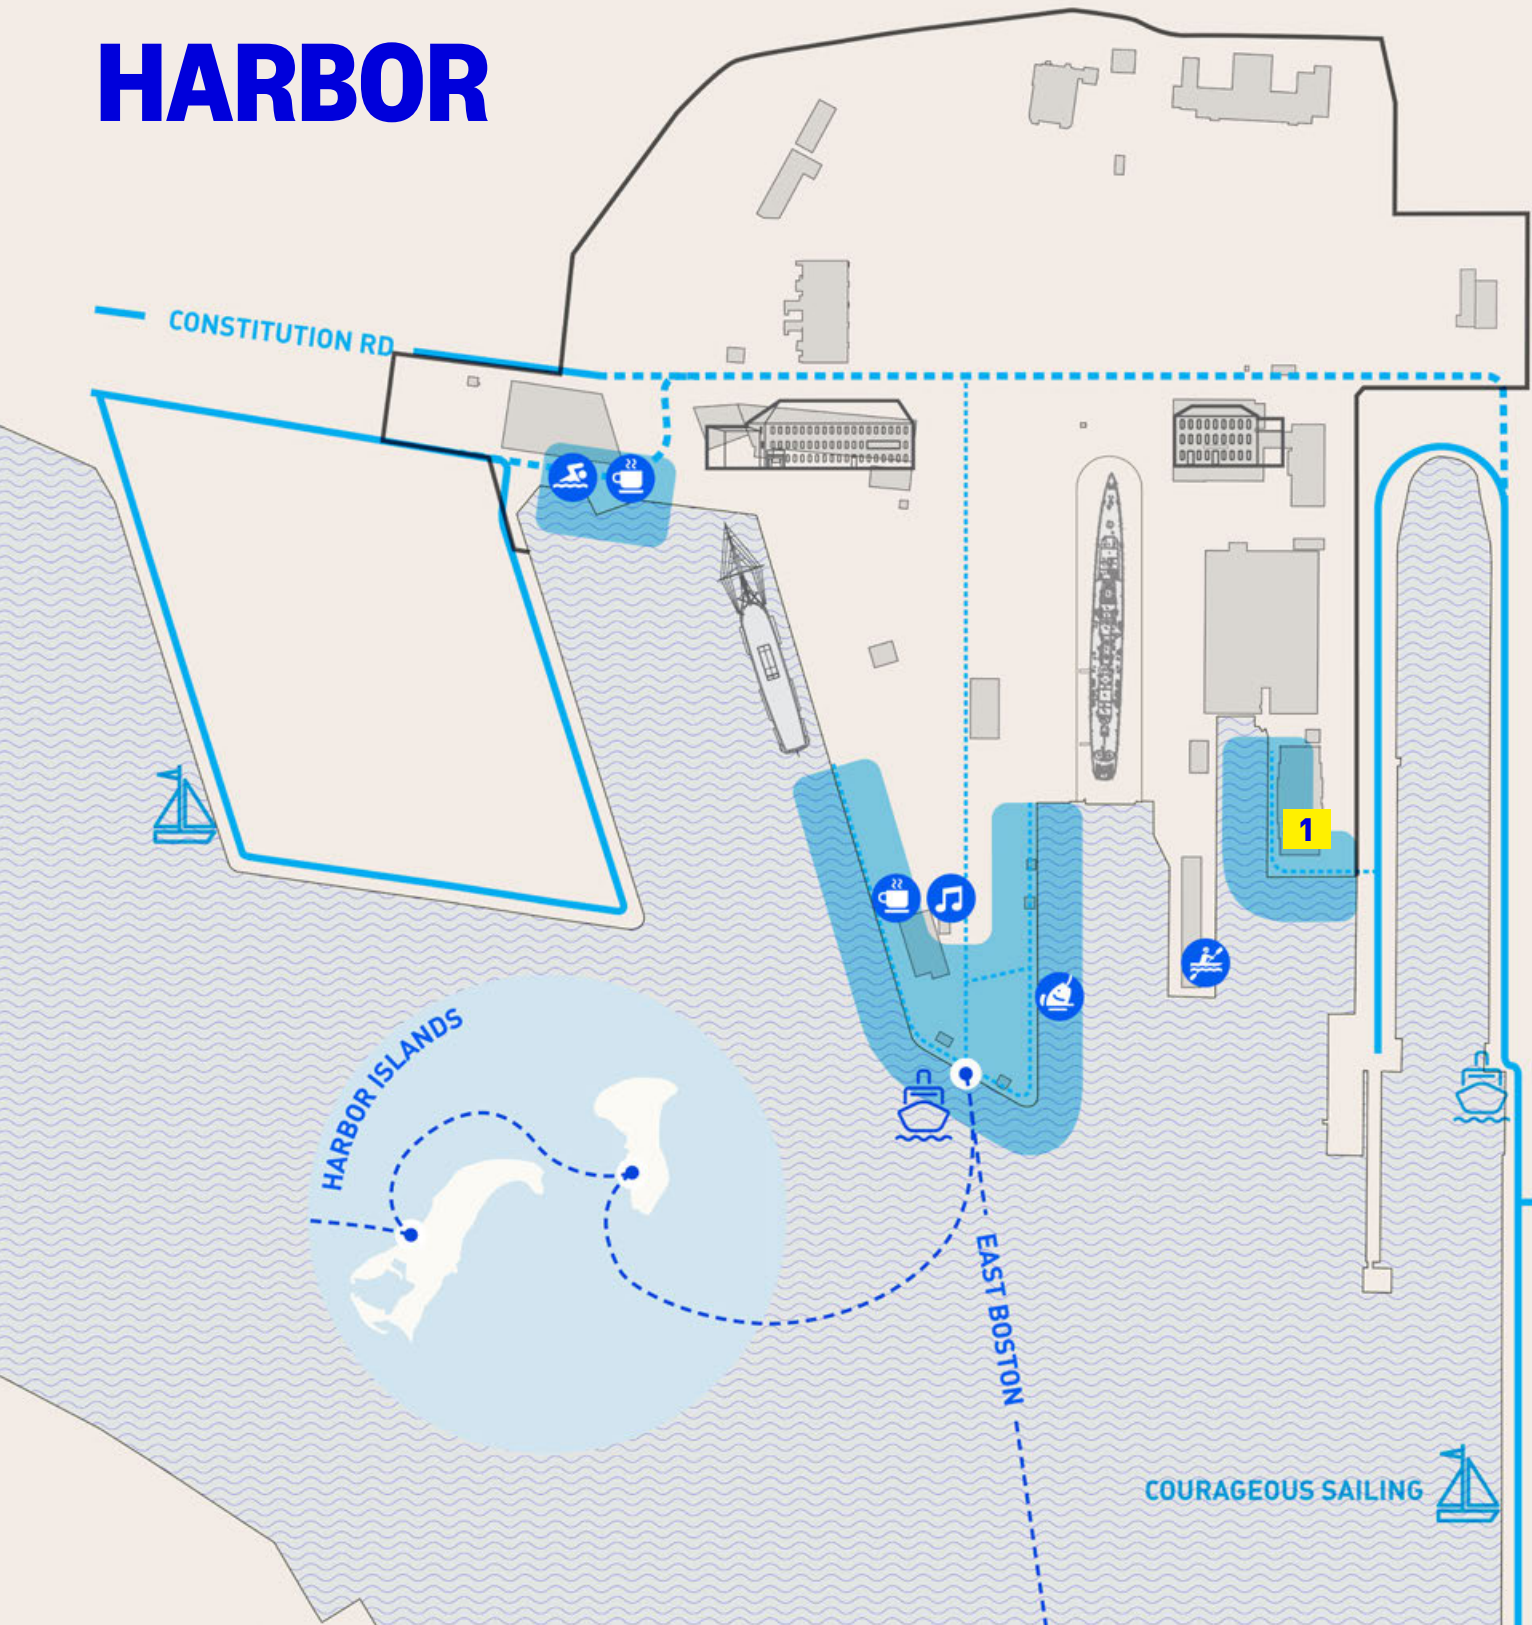 HARBOR
CONSTITUTION RD
1
HARBOR ISLANDS
EAST BOSTON
COURAGEOUS SAILING